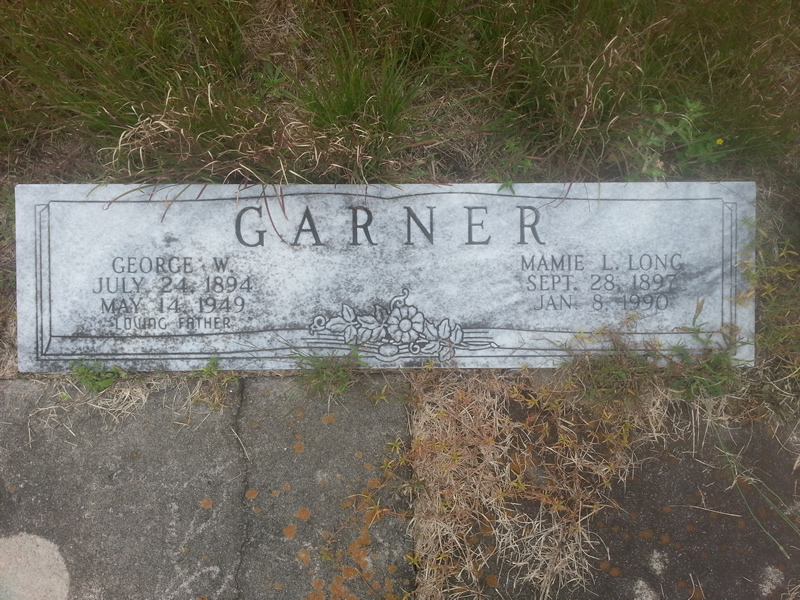 GARNER
GEORGE W.
JULY 24, 1894
MAY 14, 1949
LOVING FATHER
MAMIE L. LONG
SEPT. 28, 1897
JAN. 8, 1990